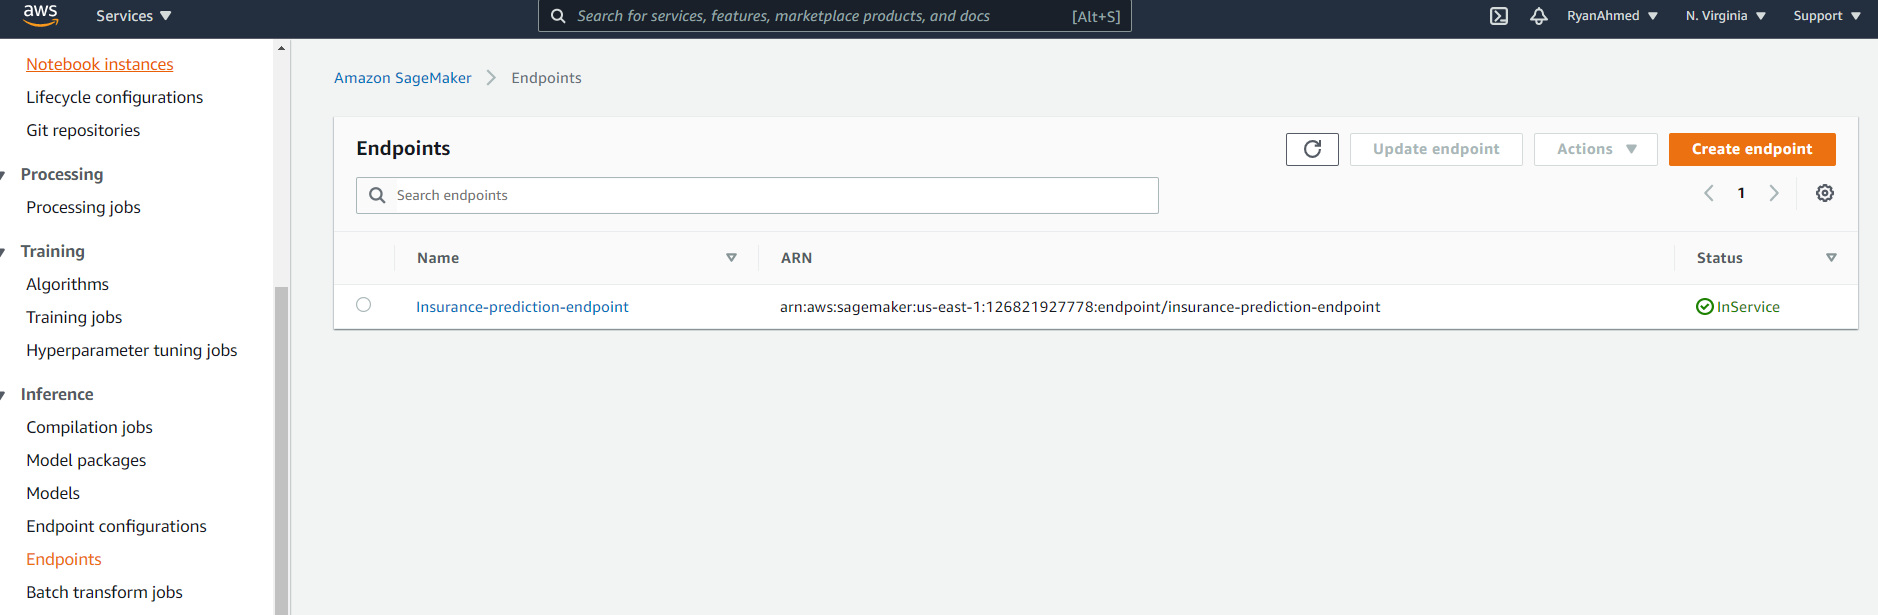 aws
Services
Search for services, features, marketplace products, and docs [Alt+S]
RyanAhmed
N. Virginia
Support
Notebook instances
Lifecycle configurations
Git repositories
Processing
Processing jobs
Training
Algorithms
Training jobs
Hyperparameter tuning jobs
Inference
Compilation jobs
Model packages
Models
Endpoint configurations
Endpoints
Batch transform jobs
Amazon SageMaker > Endpoints
Endpoints
Update endpoint
Actions
Create endpoint
Search endpoints
1
Name ARN Status
Insurance-prediction-endpoint arn:aws:sagemaker:us-east-1:126821927778:endpoint/insurance-prediction-endpoint InService